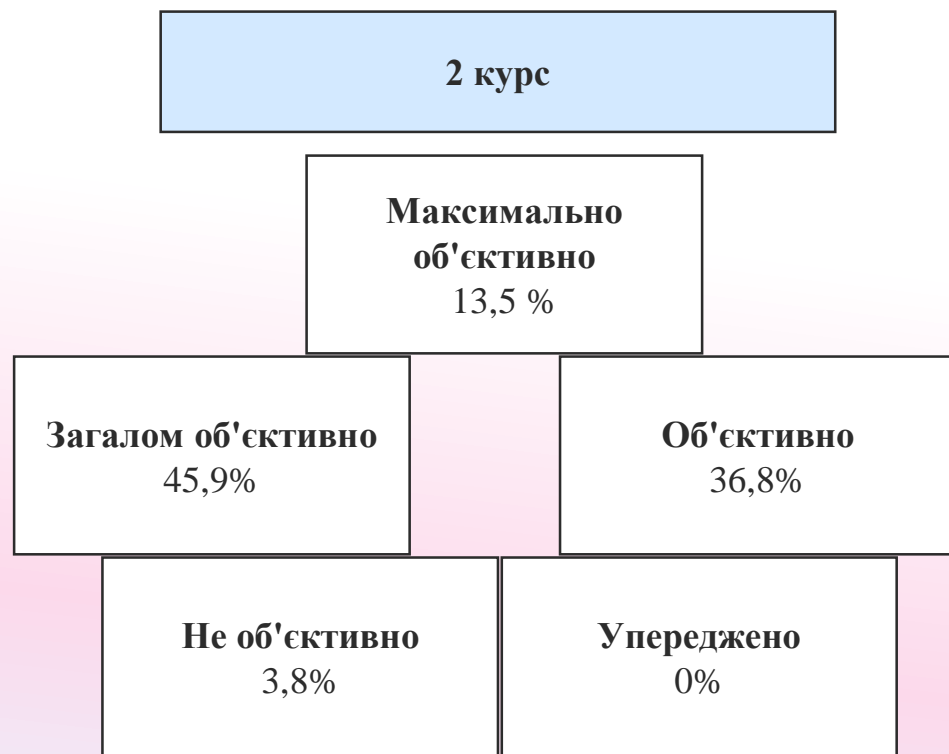 2 курс
Максимально
об'єктивно
13,5 %
Загалом об'єктивно
45,9%
Об'єктивно
36,8%
Не об'єктивно
3,8%
Упереджено
0%